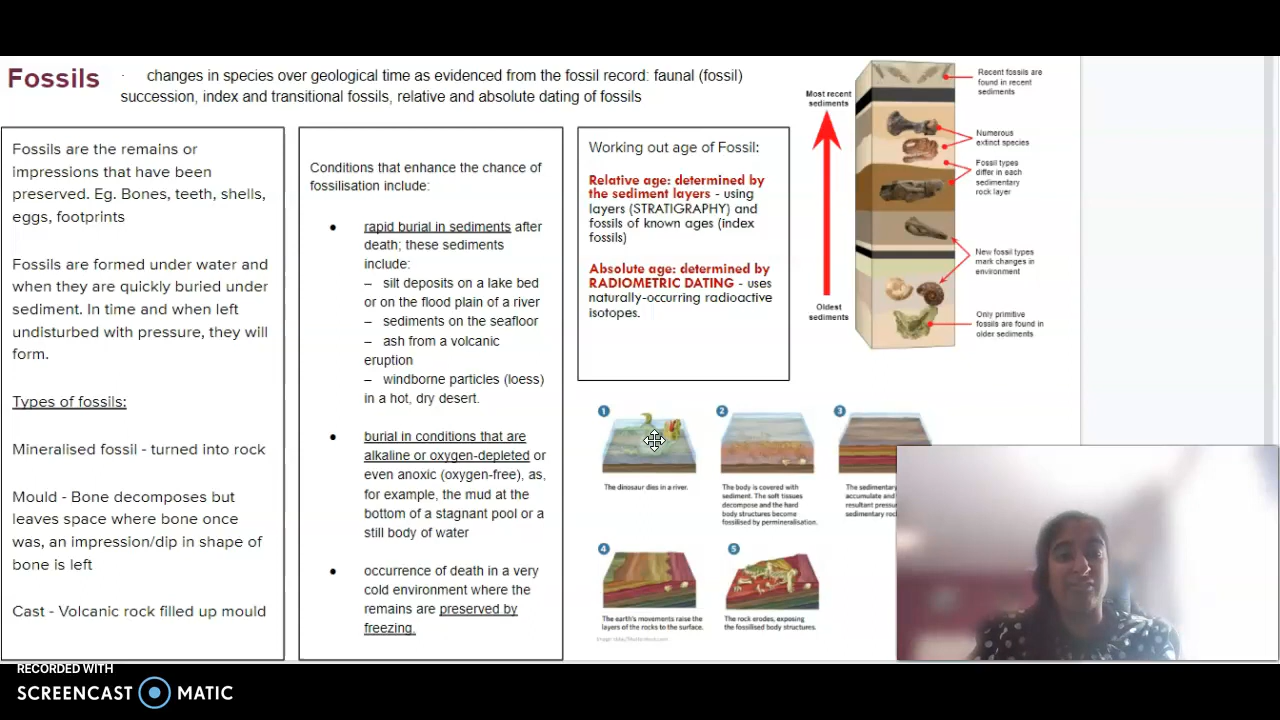 Fossils
· changes in species over geological time as evidenced from the fossil record: faunal (fossil)
succession, index and transitional fossils, relative and absolute dating of fossils
Fossils are the remains or
impressions that have been
preserved. Eg. Bones, teeth, shells,
eggs, footprints
Fossils are formed under water and
when they are quickly buried under
sediment. In time and when left
undisturbed with pressure, they will
form.
Types of fossils:
Mineralised fossil - turned into rock
Mould - Bone decomposes but
leaves space where bone once
was, an impression/dip in shape of
bone is left
Cast - Volcanic rock filled up mould
Conditions that enhance the chance of
fossilisation include:
● rapid burial in sediments after
death; these sediments
include:
– silt deposits on a lake bed
or on the flood plain of a river
– sediments on the seafloor
– ash from a volcanic
eruption
– windborne particles (loess)
in a hot, dry desert.
● burial in conditions that are
alkaline or oxygen-depleted or
even anoxic (oxygen-free), as,
for example, the mud at the
bottom of a stagnant pool or a
still body of water
● occurrence of death in a very
cold environment where the
remains are preserved by
freezing.
Working out age of Fossil:
Relative age: determined by
the sediment layers - using
layers (STRATIGRAPHY) and
fossils of known ages (index
fossils)
Absolute age: determined by
RADIOMETRIC DATING - uses
naturally-occurring radioactive
isotopes.
Most recent
sediments
Oldest
sediments
Recent fossils are
found in recent
sediments
Numerous
extinct species
Fossil types
differ in each
sedimentary
rock layer
New fossil types
mark changes in
environment
Only primitive
fossils are found in
older sediments
1
The dinosaur dies in a river.
2
The body is covered with
sediment. The soft tissues
decompose and the hard
body structures become
fossilised by permineralisation.
3
The sedimentary
accumulate and
resultant
sedimentary
4
The earth's movements raise the
layers of the rocks to the surface.
5
The rock erodes, exposing
the fossilised body structures.
RECORDED WITH
SCREENCAST MATIC